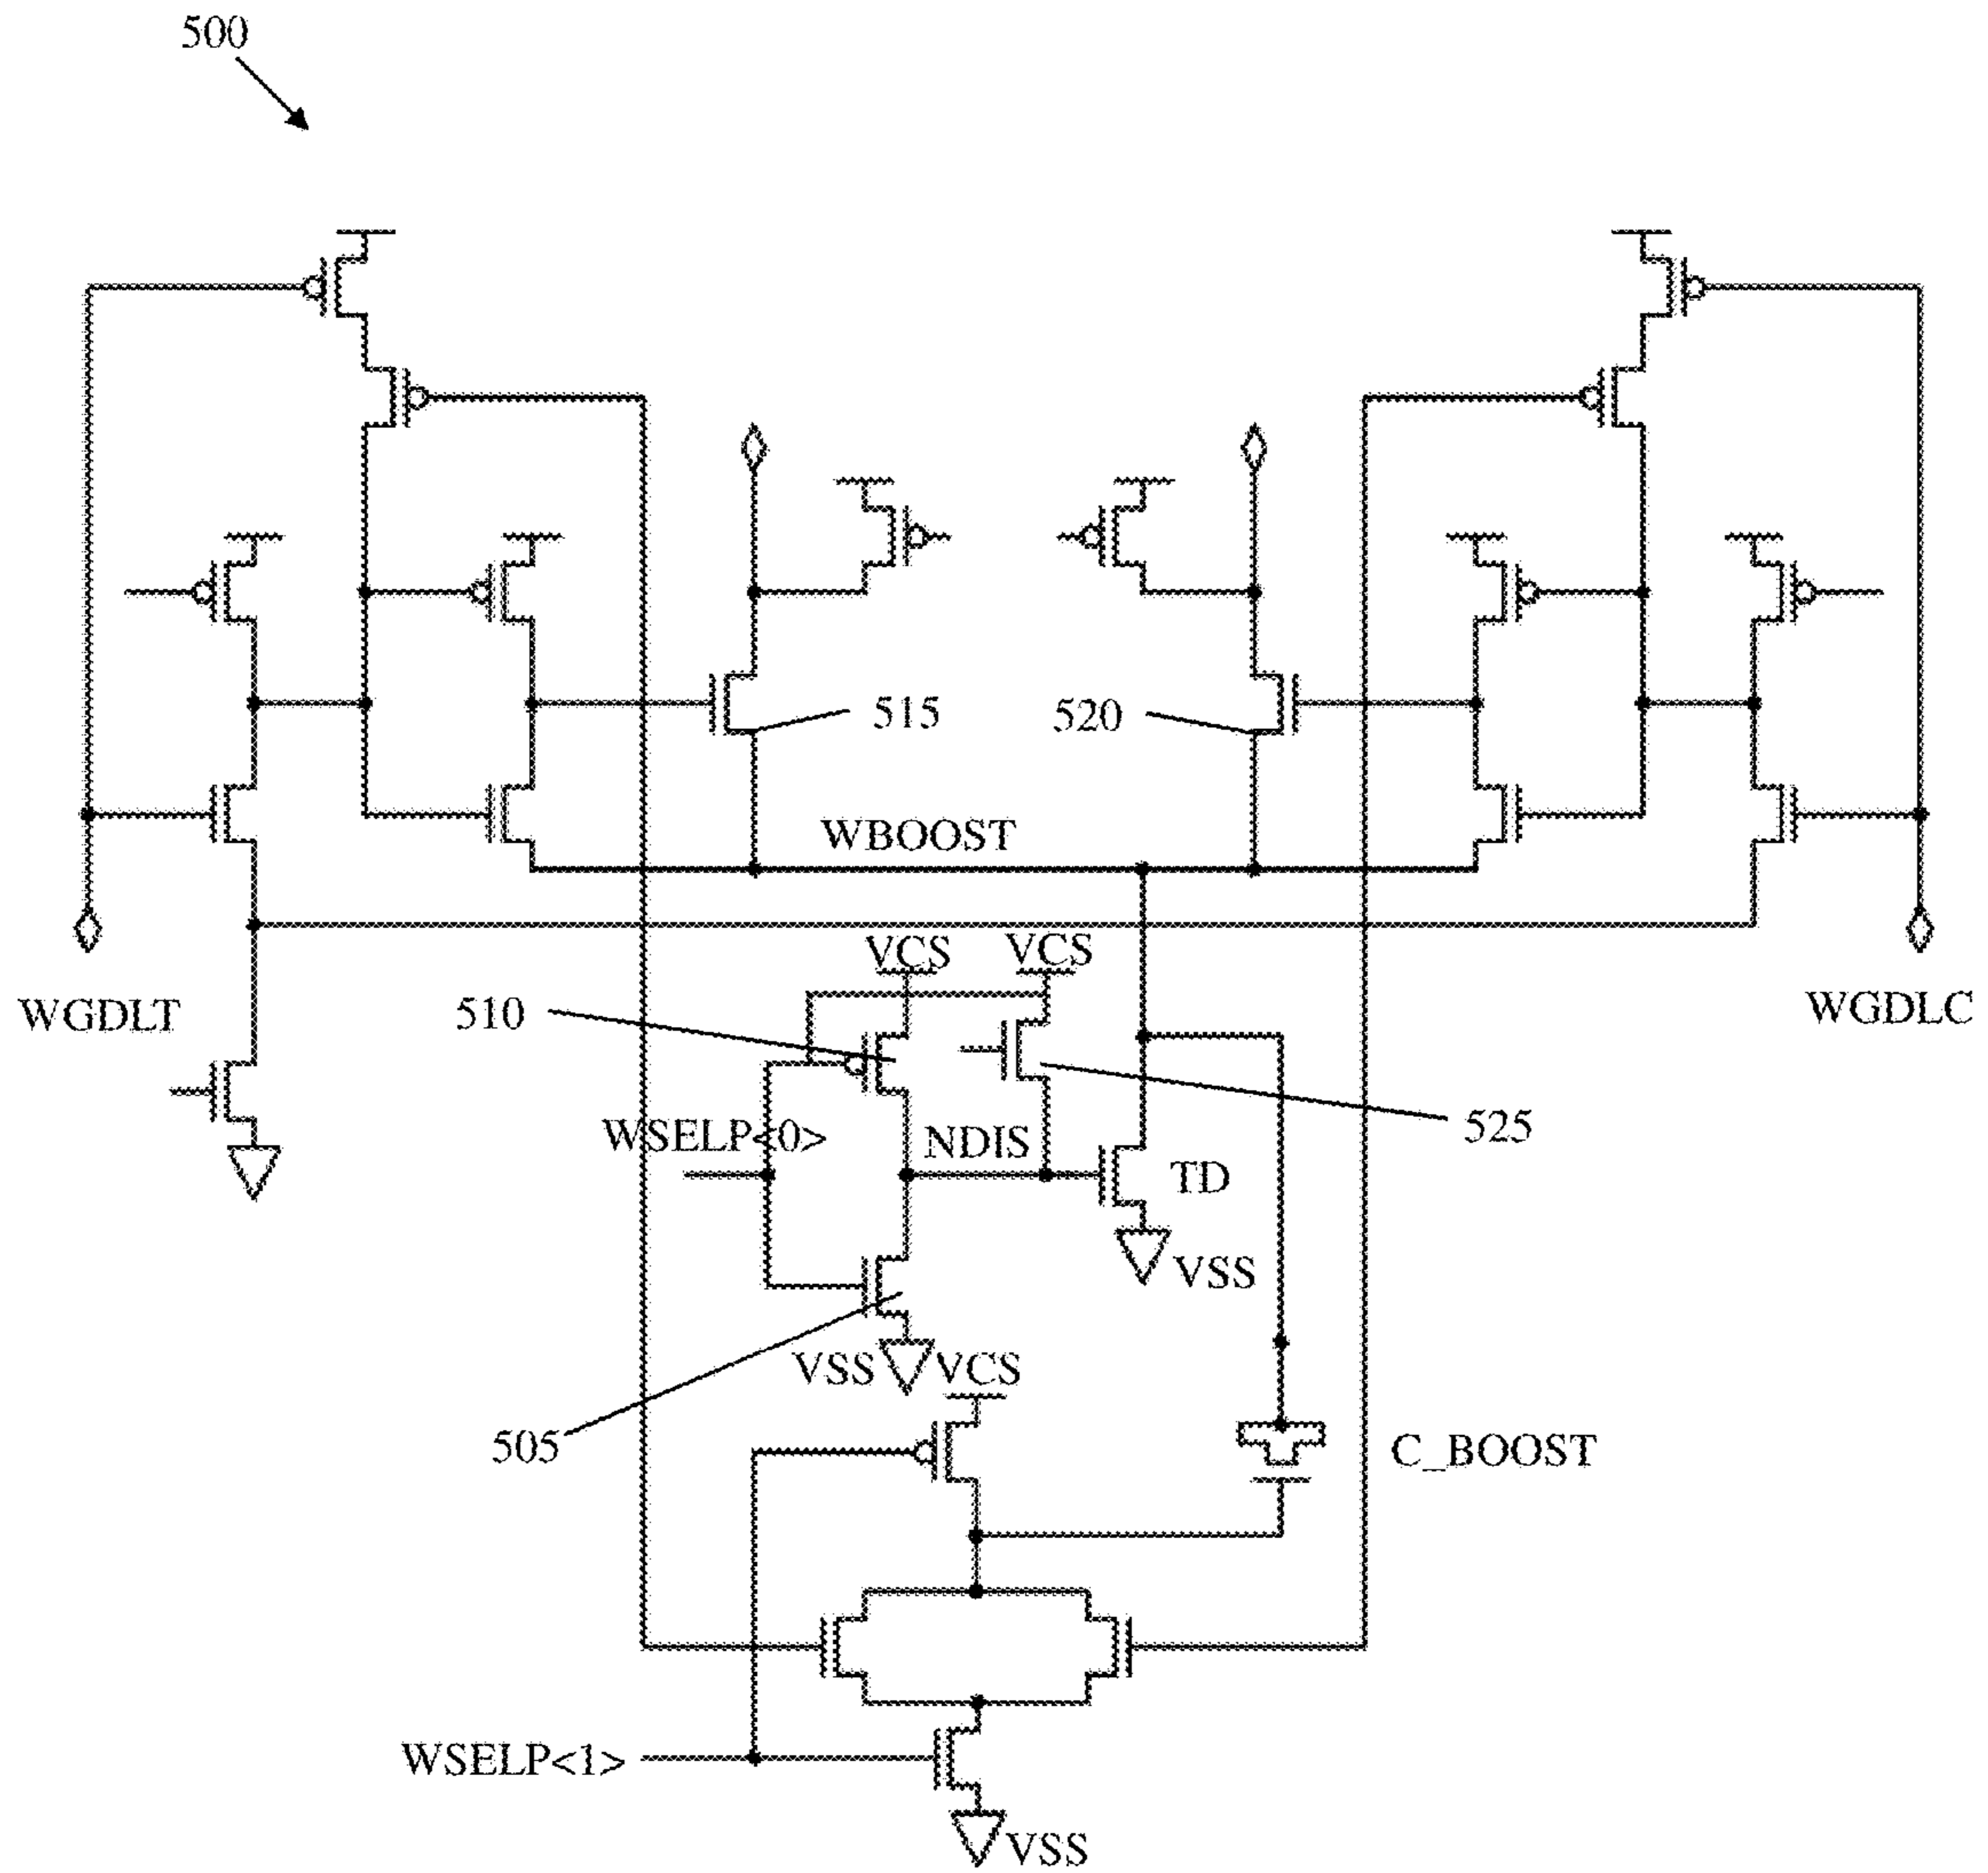 500
515
520
WBOOST
VCS
VCS
WGDLT
510
WGDLC
WSELP<0>
NDIS
525
TD
VSS
VSS
VCS
505
C_BOOST
WSELP<1>
VSS